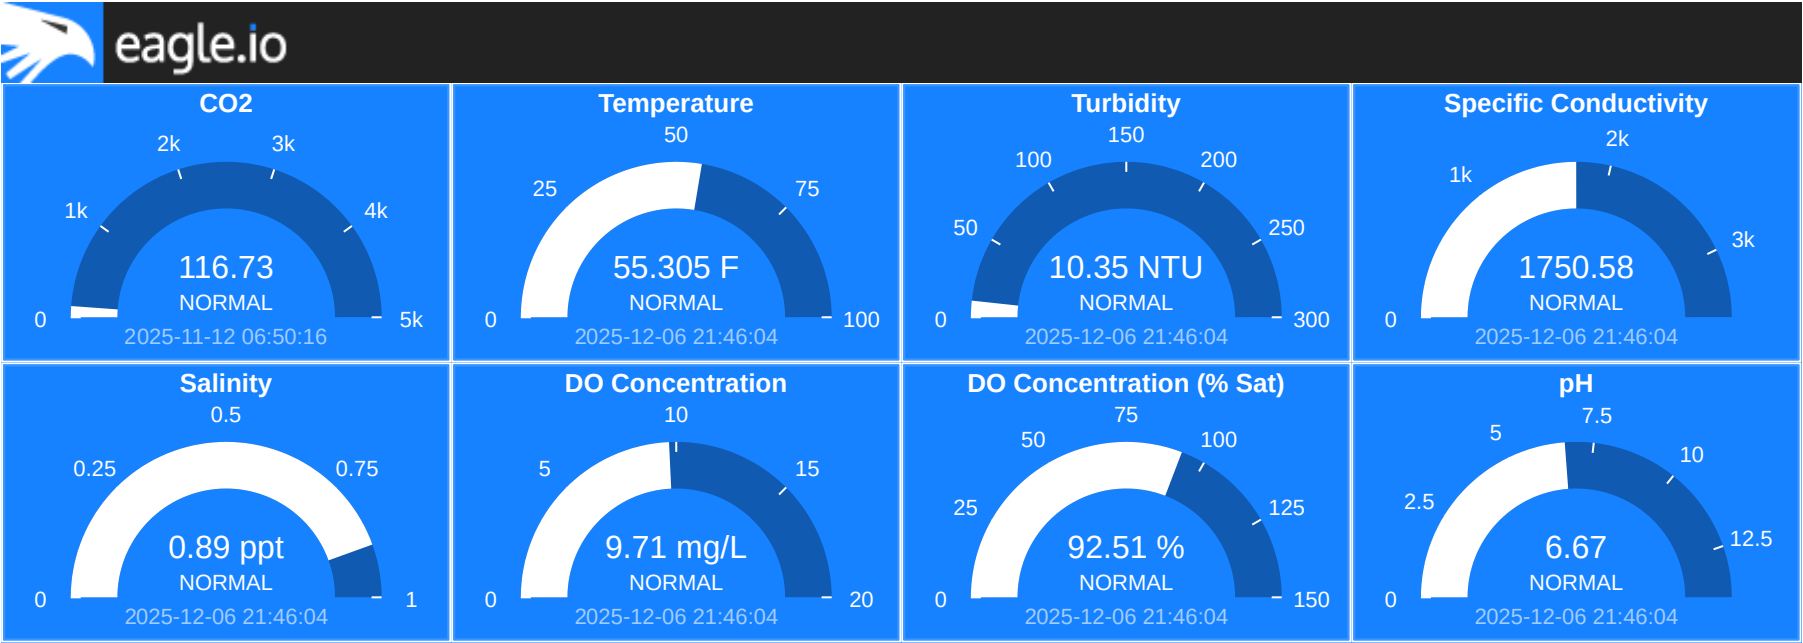 eagle.io
CO2
2k
3k
1k
4k
116.73
NORMAL
0
5k
2025-11-12 06:50:16
Temperature
50
25
75
55.305 F
NORMAL
0
100
2025-12-06 21:46:04
Turbidity
150
100
200
50
250
10.35 NTU
NORMAL
0
300
2025-12-06 21:46:04
Specific Conductivity
2k
1k
3k
1750.58
NORMAL
0
2025-12-06 21:46:04
Salinity
0.5
0.25
0.75
0.89 ppt
NORMAL
0
1
2025-12-06 21:46:04
DO Concentration
10
5
15
9.71 mg/L
NORMAL
0
20
2025-12-06 21:46:04
DO Concentration (% Sat)
75
50
100
25
125
92.51 %
NORMAL
0
150
2025-12-06 21:46:04
pH
7.5
5
10
2.5
12.5
6.67
NORMAL
0
2025-12-06 21:46:04